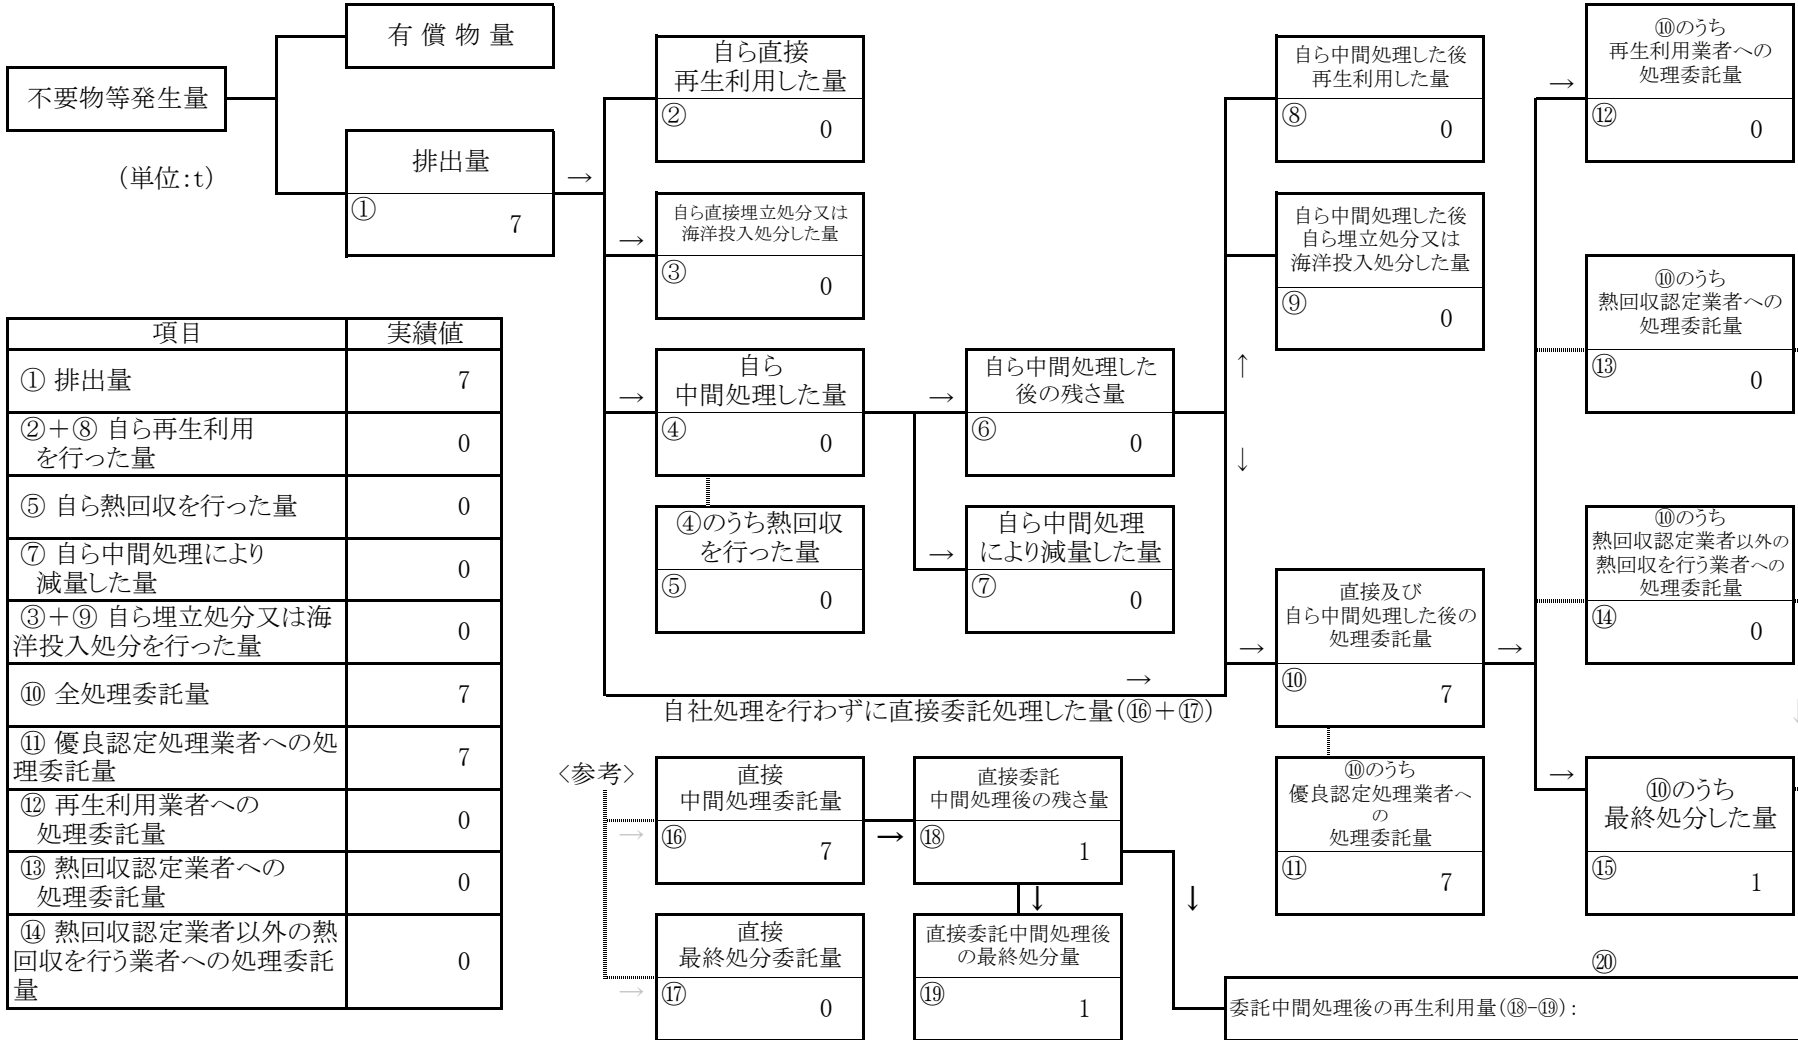 有 償 物 量
不要物等発生量
(単位:t)
排出量
①
7
→
自ら直接
再生利用した量
②
0
→
自ら直接埋立処分又は
海洋投入処分した量
③
0
→
自ら
中間処理した量
④
0
④のうち熱回収
を行った量
⑤
0
→
自ら中間処理した
後の残さ量
⑥
0
→
自ら中間処理
により減量した量
⑦
0
自ら中間処理した後
再生利用した量
⑧
0
自ら中間処理した後
自ら埋立処分又は
海洋投入処分した量
⑨
0
↑
↓
→
自社処理を行わずに直接委託処理した量(⑯+⑰)
→
直接及び
自ら中間処理した後の
処理委託量
⑩
7
→
⑩のうち
優良認定処理業者へ
の
処理委託量
⑪
7
→
⑩のうち
再生利用業者への
処理委託量
⑫
0
⑩のうち
熱回収認定業者への
処理委託量
⑬
0
⑩のうち
熱回収認定業者以外の
熱回収を行う業者への
処理委託量
⑭
0
↓
→
⑩のうち
最終処分した量
⑮
1
項目 実績値
① 排出量 7
②+⑧ 自ら再生利用
を行った量 0
⑤ 自ら熱回収を行った量 0
⑦ 自ら中間処理により
減量した量 0
③+⑨ 自ら埋立処分又は海
洋投入処分を行った量 0
⑩ 全処理委託量 7
⑪ 優良認定処理業者への処
理委託量 7
⑫ 再生利用業者への
処理委託量 0
⑬ 熱回収認定業者への
処理委託量 0
⑭ 熱回収認定業者以外の熱
回収を行う業者への処理委託
量 0
<参考>
→
直接
中間処理委託量
⑯
7
→
直接委託
中間処理後の残さ量
⑱
1
↓
↓
→
直接
最終処分委託量
⑰
0
直接委託中間処理後
の最終処分量
⑲
1
⑳
委託中間処理後の再生利用量(⑱-⑲):